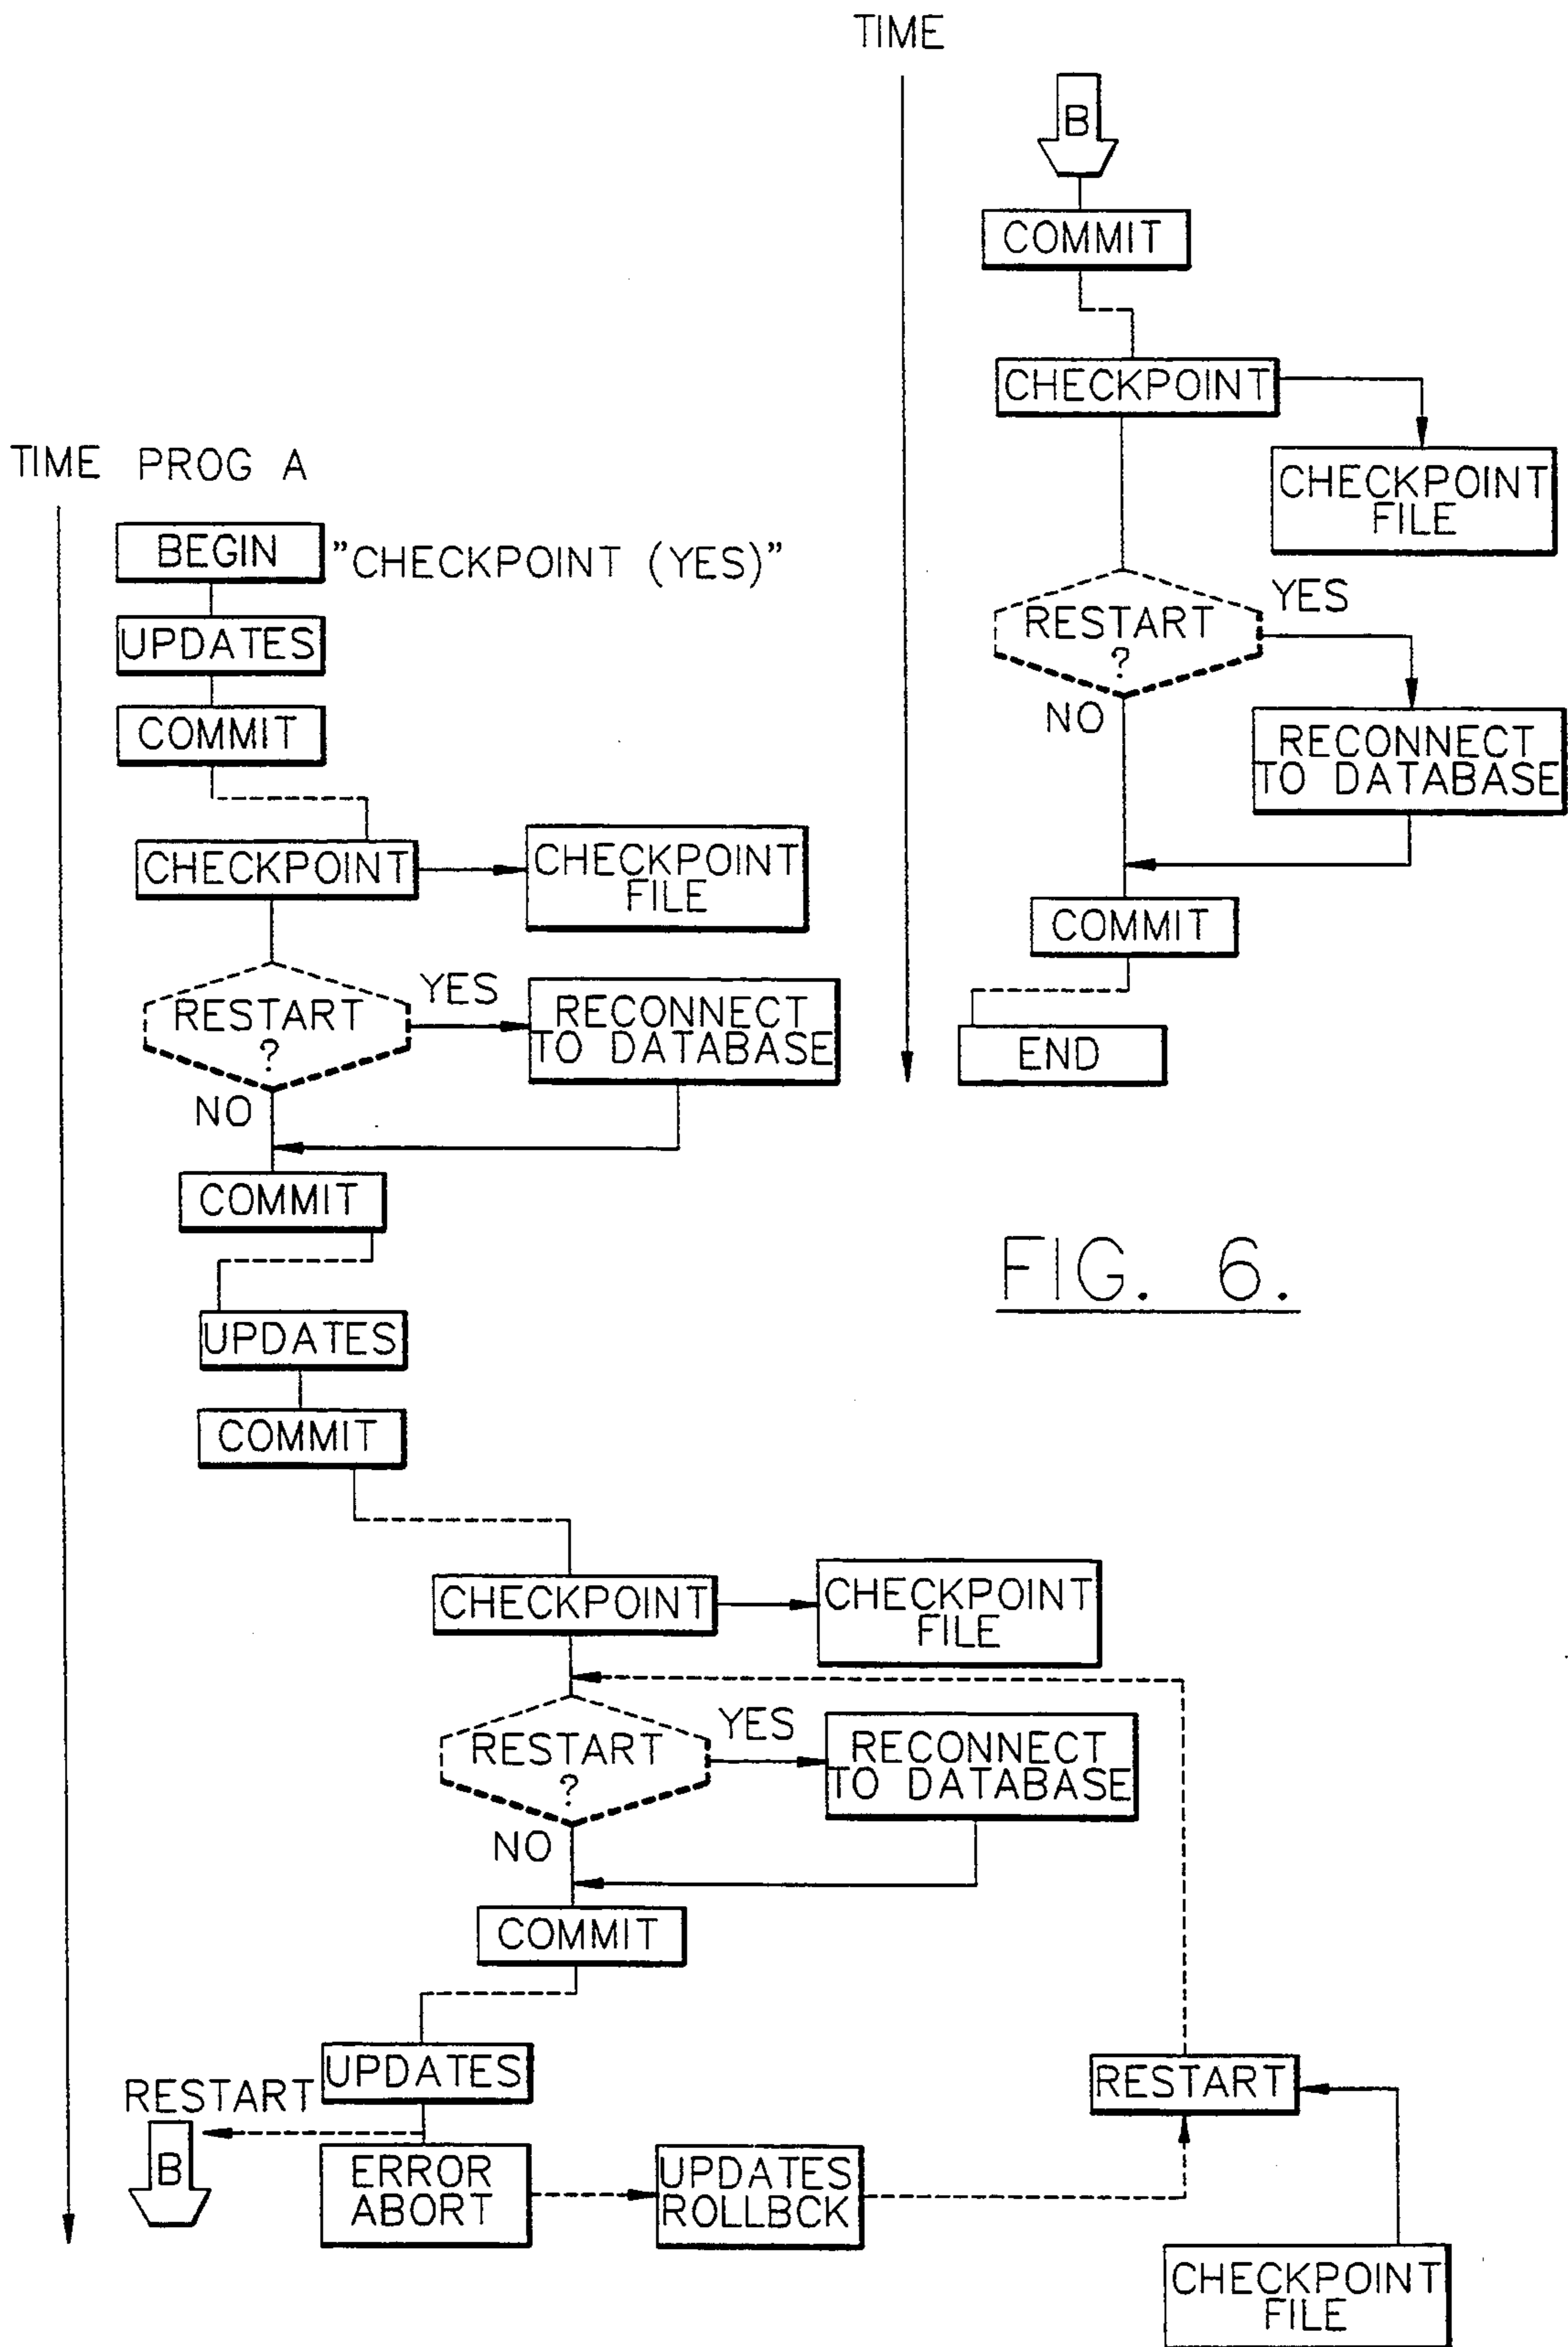 TIME
B
COMMIT
CHECKPOINT
CHECKPOINT
FILE
RESTART
?
YES
NO
RECONNECT
TO DATABASE
COMMIT
END
TIME PROG A
BEGIN
"CHECKPOINT (YES)"
UPDATES
COMMIT
CHECKPOINT
CHECKPOINT
FILE
RESTART
?
YES
NO
RECONNECT
TO DATABASE
COMMIT
FIG. 6.
UPDATES
COMMIT
CHECKPOINT
CHECKPOINT
FILE
RESTART
?
YES
NO
RECONNECT
TO DATABASE
COMMIT
UPDATES
RESTART
RESTART
B
ERROR
ABORT
UPDATES
ROLLBCK
CHECKPOINT
FILE